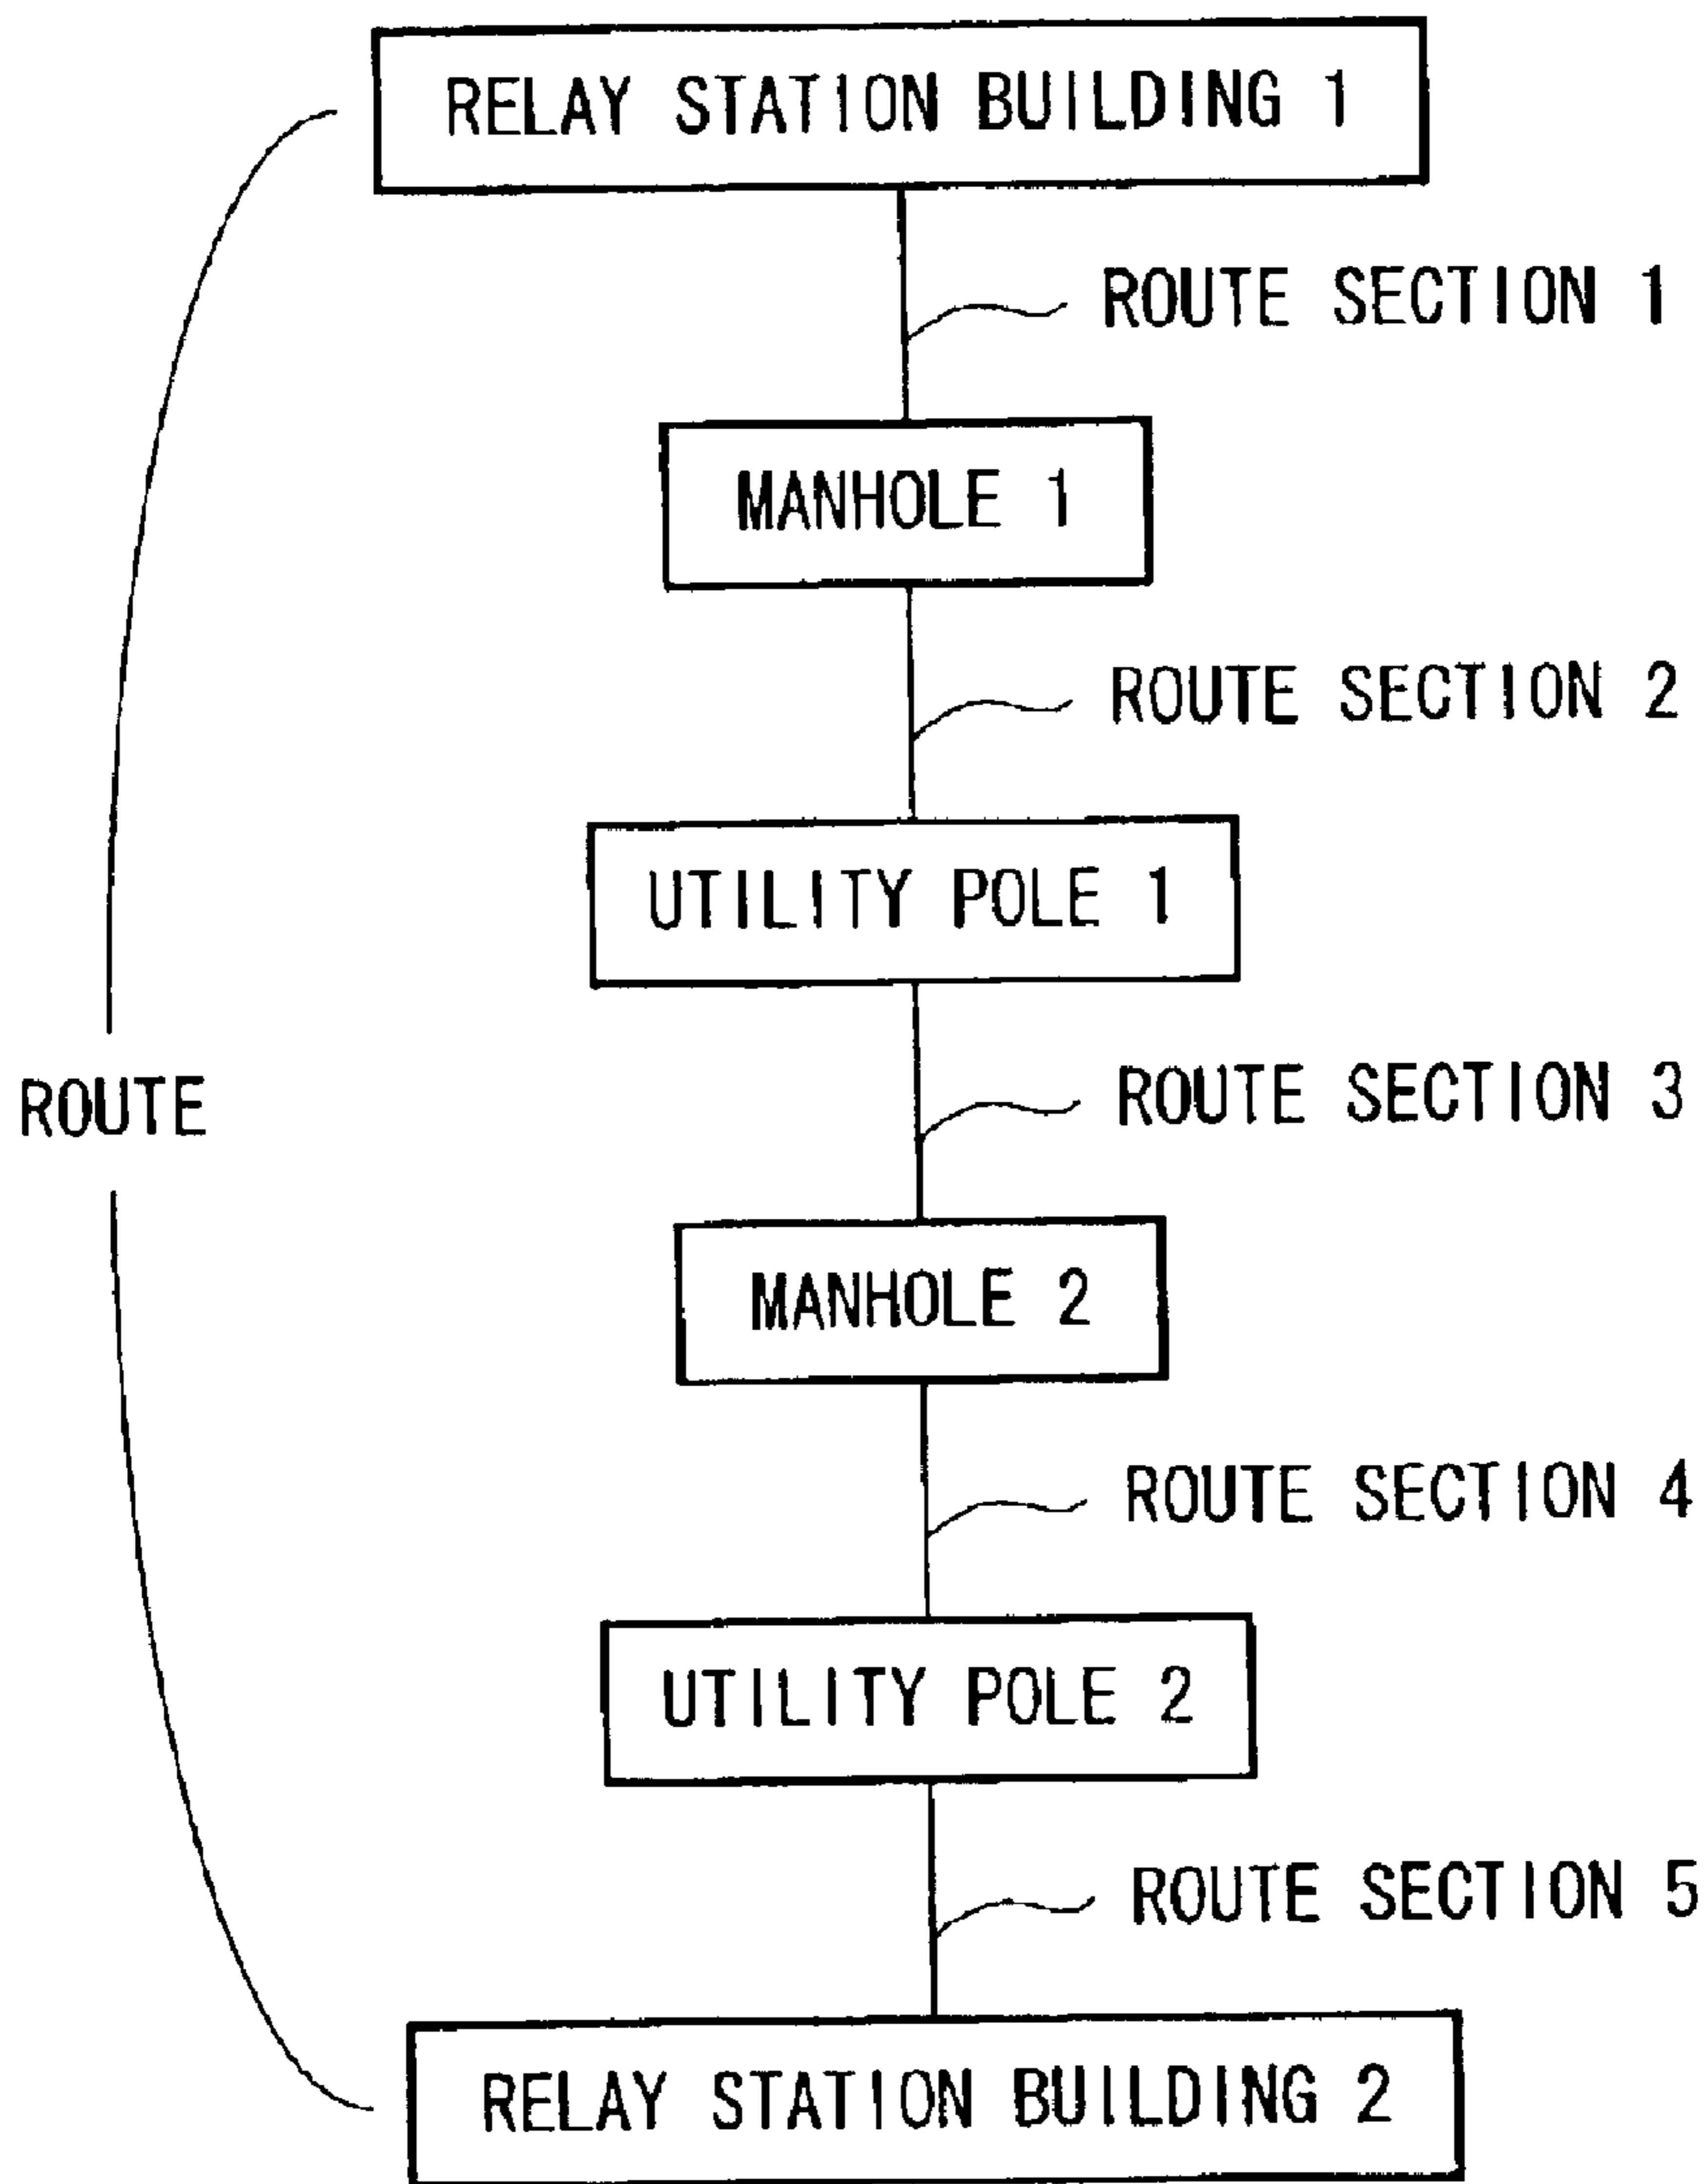 RELAY STATION BUILDING 1
ROUTE SECTION 1
MANHOLE 1
ROUTE SECTION 2
UTILITY POLE 1
ROUTE SECTION 3
ROUTE
MANHOLE 2
ROUTE SECTION 4
UTILITY POLE 2
ROUTE SECTION 5
RELAY STATION BUILDING 2